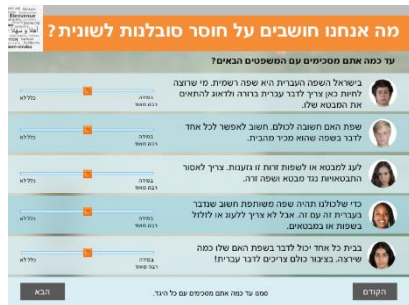 Bienvenue
מה אנחנו חושבים על חוסר סובלנות לשונית?
עד כמה אתם מסכימים עם המשפטים הבאים?
בישראל השפה העברית היא שפה רשמית. מי שרוצה
לחיות כאן צריך לדבר עברית ברורה ולדאוג להתאים
את המבטא שלו.
במידה
רבה מאוד
כלל לא
שפת האם חשובה לכולם. חשוב לאפשר לכל אחד
לדבר בשפה שהוא מכיר מהבית.
במידה
רבה מאוד
כלל לא
לעג למבטא או לשפות זרות זו גזענות. צריך לאסור
התבטאויות נגד מבטא ושפה זרה.
במידה
רבה מאוד
כלל לא
כדי שלכולנו תהיה שפה משותפת חשוב שנדבר
בעברית זה עם זה. אבל לא צריך ללעוג או לזלזל
בשפות או במבטאים.
במידה
רבה מאוד
כלל לא
בבית כל אחד יכול לדבר בשפת האם שלו כמה
שירצה. בציבור כולם צריכים לדבר עברית!
במידה
רבה מאוד
כלל לא
הקודם
סמנו עד כמה אתם מסכימים עם כל היגד.
הבא